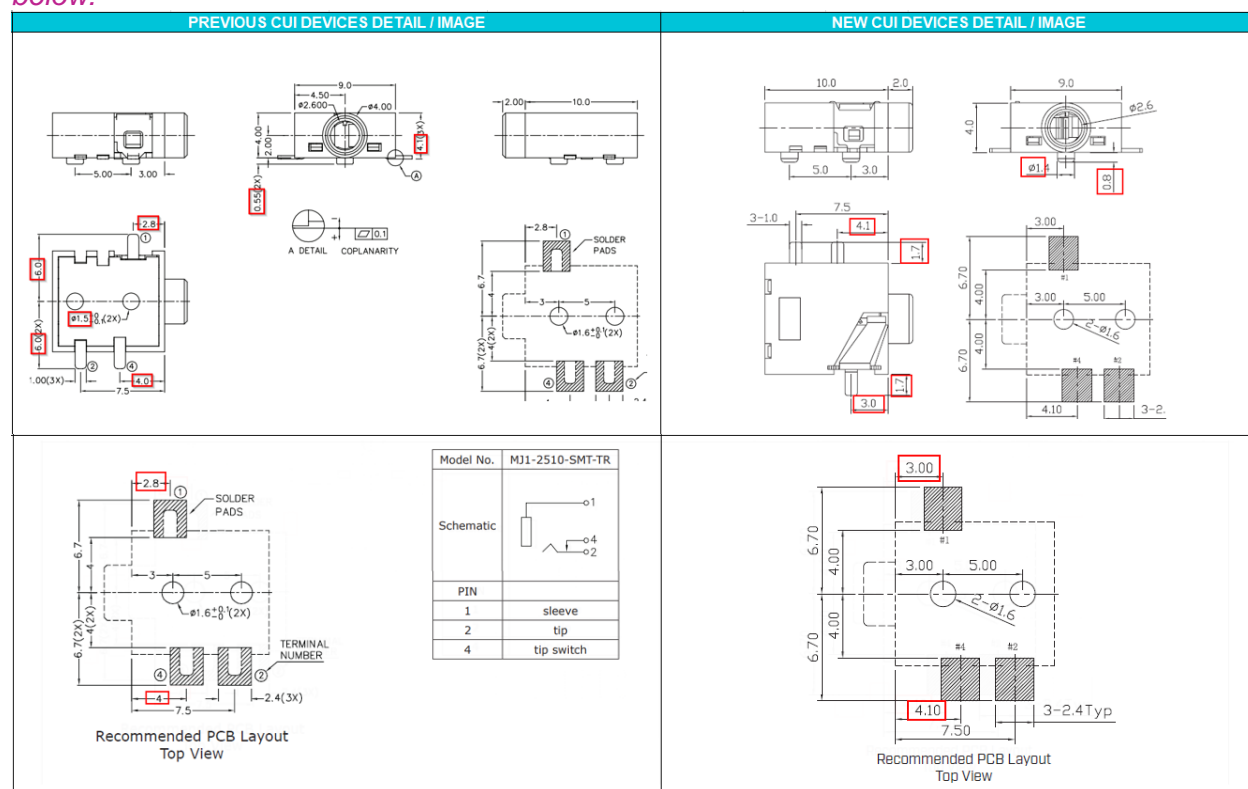 below.
PREVIOUS CUI DEVICES DETAIL / IMAGE
NEW CUI DEVICES DETAIL / IMAGE
5.00
3.00
9.0
4.50
ø2.600
ø4.00
4.00
2.00
4.1(3X)
0.55(2X)
A
2.00
10.0
A DETAIL
COPLANARITY
0.1
2.8
1
6.0
ø1.5 +0 -0.1 (2X)
6.0(2X)
2
4
1.00(3X)
4.0
7.5
2.8
1
SOLDER
PADS
6.7
4
3
5
ø1.6 +0.1 -0 (2X)
6.7(2X)
4(2X)
4
2
10.0
2.0
5.0
3.0
9.0
ø2.6
4.0
ø1.4
0.8
7.5
3-1.0
4.1
1.7
1.7
3.0
3.00
#1
6.70
4.00
3.00
5.00
2-ø1.6
6.70
4.00
#4
#2
4.10
3-2.
2.8
1
SOLDER
PADS
6.7
4
3
5
ø1.6 +0.1 -0 (2X)
6.7(2X)
4(2X)
TERMINAL
NUMBER
4
2
4
2.4(3X)
7.5
Recommended PCB Layout
Top View
Model No. MJ1-2510-SMT-TR
Schematic
1
4
2
PIN
1 sleeve
2 tip
4 tip switch
3.00
#1
6.70
4.00
3.00
5.00
2-ø1.6
6.70
4.00
#4
#2
4.10
3-2.4Typ
7.50
Recommended PCB Layout
Top View